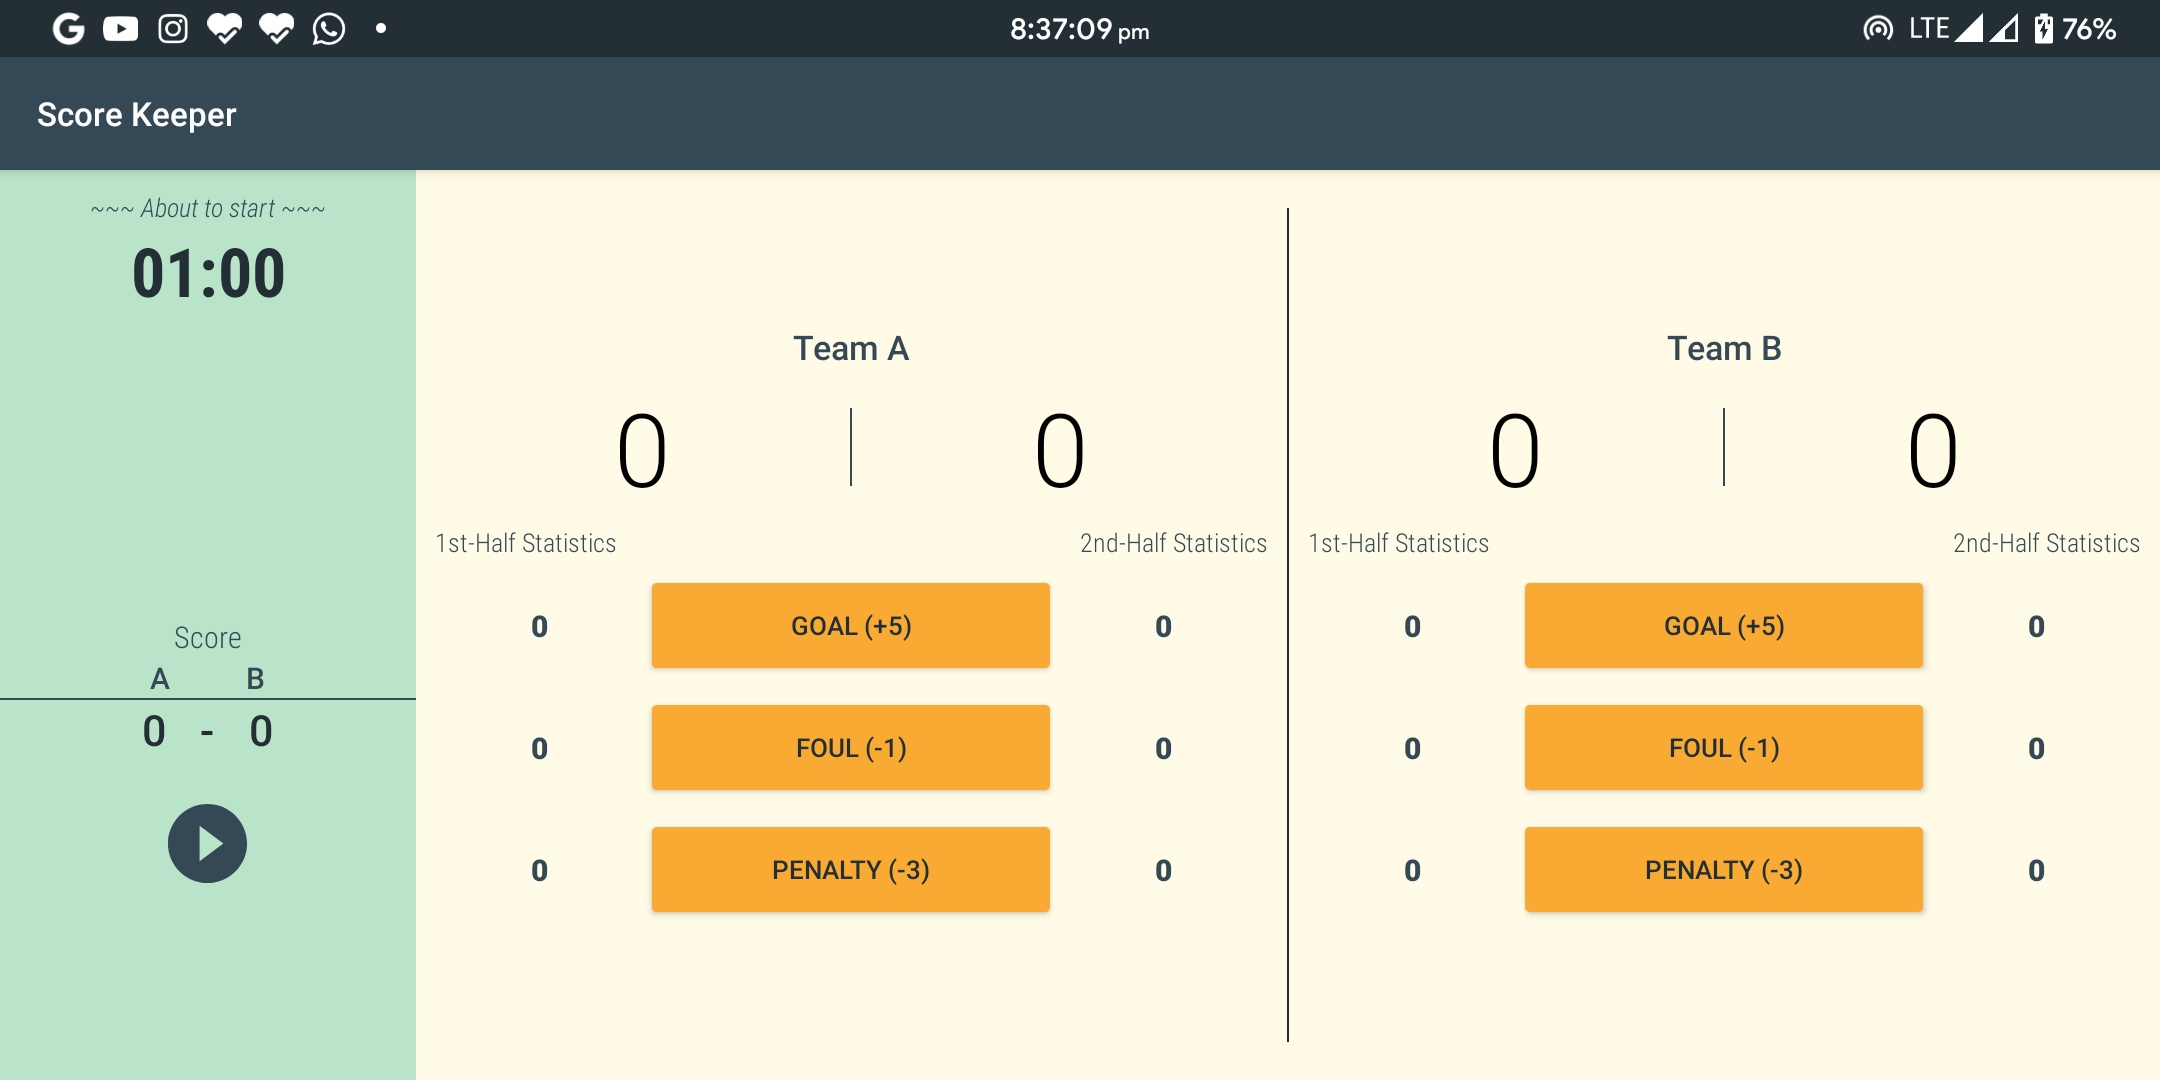 8:37:09 pm
LTE 76%
Score Keeper
~~~ About to start ~~~
01:00
Score
A B
0 - 0
Team A
0 0
1st-Half Statistics 2nd-Half Statistics
0 GOAL (+5) 0
0 FOUL (-1) 0
0 PENALTY (-3) 0
Team B
0 0
1st-Half Statistics 2nd-Half Statistics
0 GOAL (+5) 0
0 FOUL (-1) 0
0 PENALTY (-3) 0